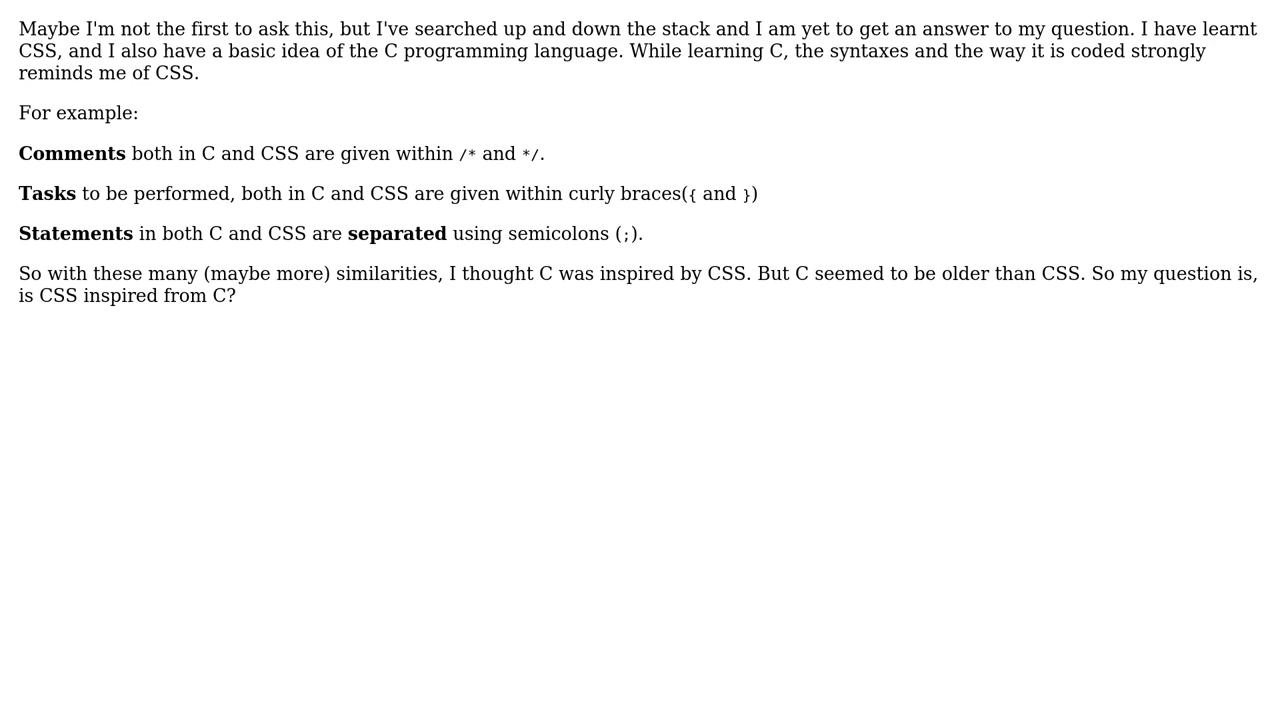 Maybe I'm not the first to ask this, but I've searched up and down the stack and I am yet to get an answer to my question. I have learnt
CSS, and I also have a basic idea of the C programming language. While learning C, the syntaxes and the way it is coded strongly
reminds me of CSS.
For example:
Comments both in C and CSS are given within /* and */.
Tasks to be performed, both in C and CSS are given within curly braces({ and })
Statements in both C and CSS are separated using semicolons (;).
So with these many (maybe more) similarities, I thought C was inspired by CSS. But C seemed to be older than CSS. So my question is,
is CSS inspired from C?